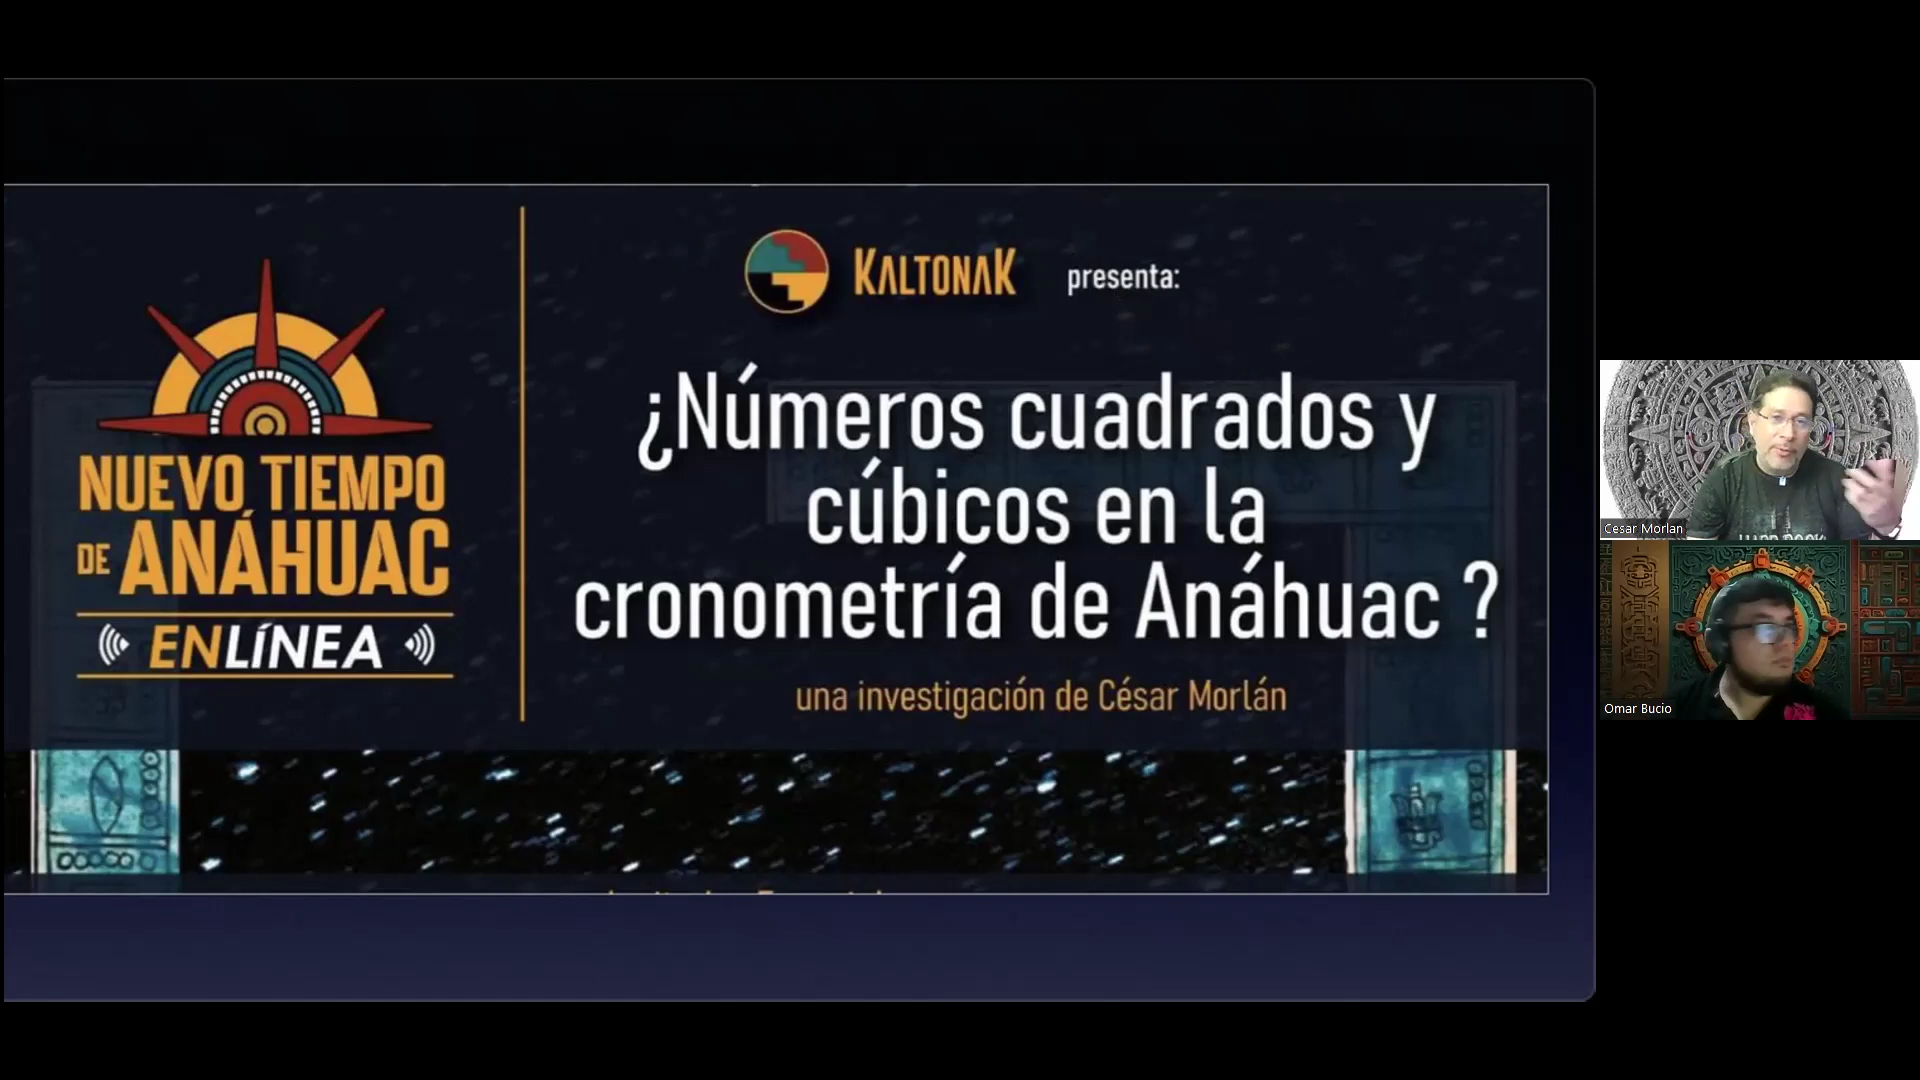 NUEVO TIEMPO
DE ANÁHUAC
ENLÍNEA
KALTONAK presenta:
¿Números cuadrados y
cúbicos en la
cronometría de Anáhuac ?
una investigación de César Morlán
Cesar Morlan
Omar Bucio